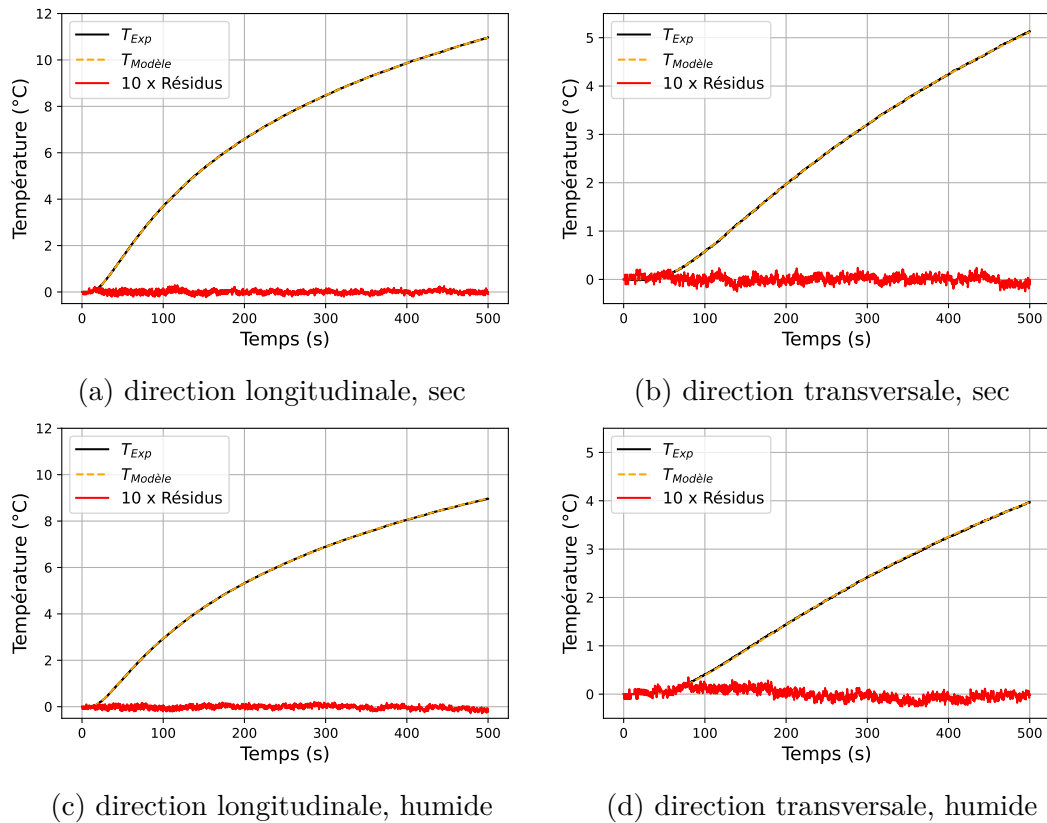 12
10
8
6
4
2
0
Température (°C)
T_Exp
T_Modèle
10 x Résidus
0 100 200 300 400 500
Temps (s)
(a) direction longitudinale, sec
5
4
3
2
1
0
Température (°C)
T_Exp
T_Modèle
10 x Résidus
0 100 200 300 400 500
Temps (s)
(b) direction transversale, sec
12
10
8
6
4
2
0
Température (°C)
T_Exp
T_Modèle
10 x Résidus
0 100 200 300 400 500
Temps (s)
(c) direction longitudinale, humide
5
4
3
2
1
0
Température (°C)
T_Exp
T_Modèle
10 x Résidus
0 100 200 300 400 500
Temps (s)
(d) direction transversale, humide